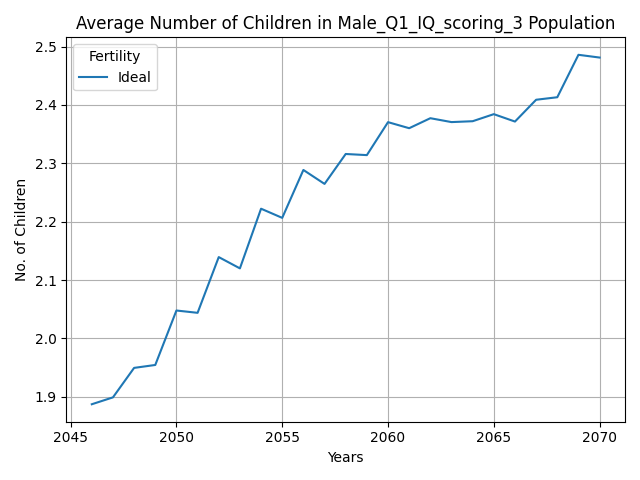 Average Number of Children in Male_Q1_IQ_scoring_3 Population
Fertility
Ideal
No. of Children
2.5
2.4
2.3
2.2
2.1
2.0
1.9
2045 2050 2055 2060 2065 2070
Years